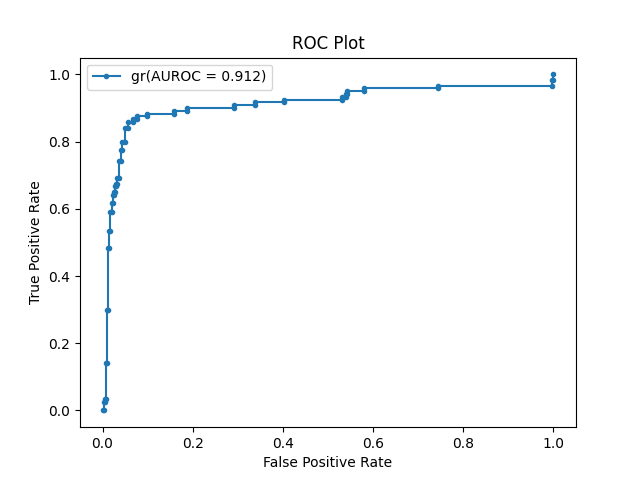 ROC Plot
gr(AUROC = 0.912)
True Positive Rate
1.0
0.8
0.6
0.4
0.2
0.0
0.0 0.2 0.4 0.6 0.8 1.0
False Positive Rate